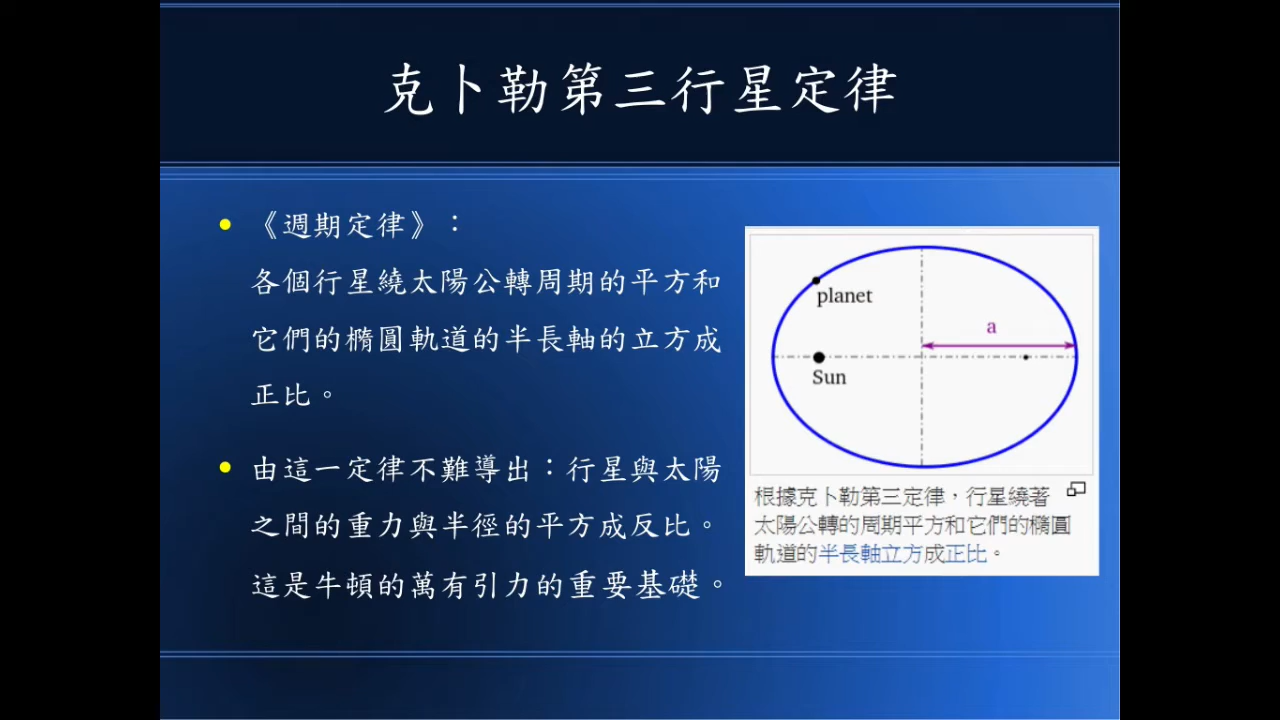 克卜勒第三行星定律
《週期定律》：
各個行星繞太陽公轉周期的平方和
它們的橢圓軌道的半長軸的立方成
正比。
由這一定律不難導出：行星與太陽
之間的重力與半徑的平方成反比。
這是牛頓的萬有引力的重要基礎。
planet
a
Sun
根據克卜勒第三定律，行星繞著
太陽公轉的周期平方和它們的橢圓
軌道的半長軸立方成正比。